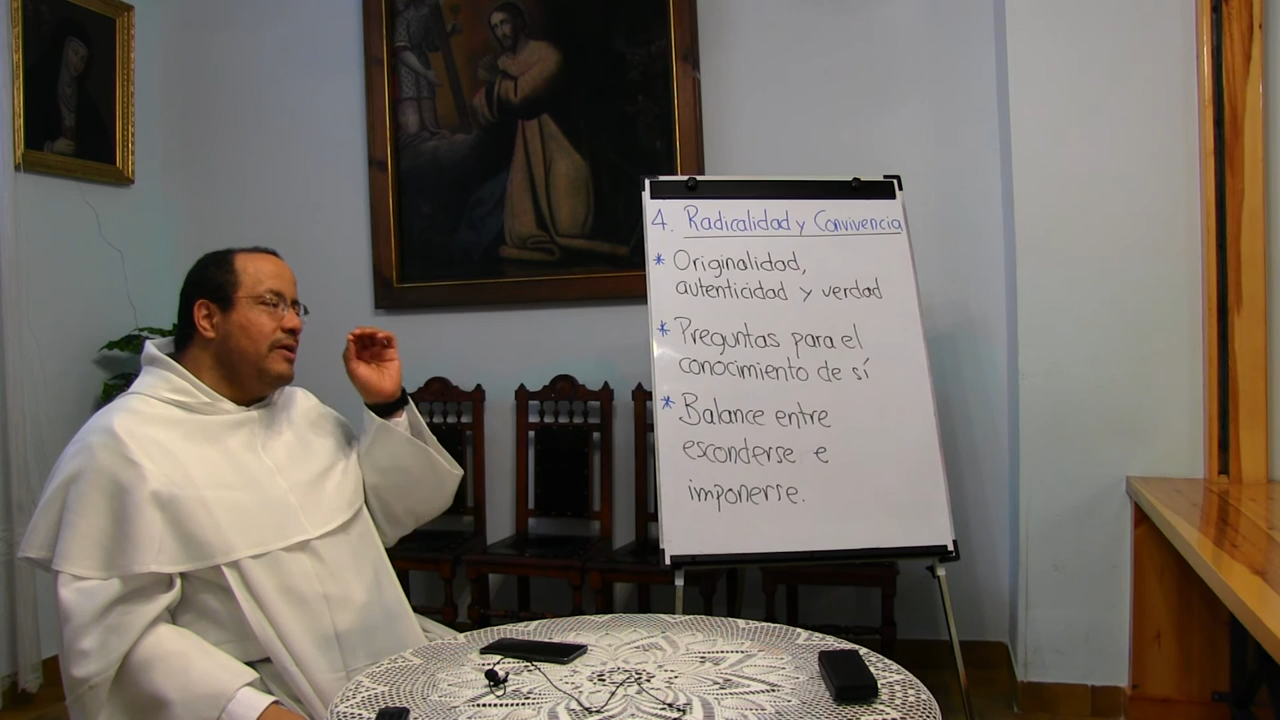 4. Radicalidad y Convivencia
* Originalidad,
autenticidad y verdad
* Preguntas para el
conocimiento de sí
* Balance entre
esconderse e
imponerse.